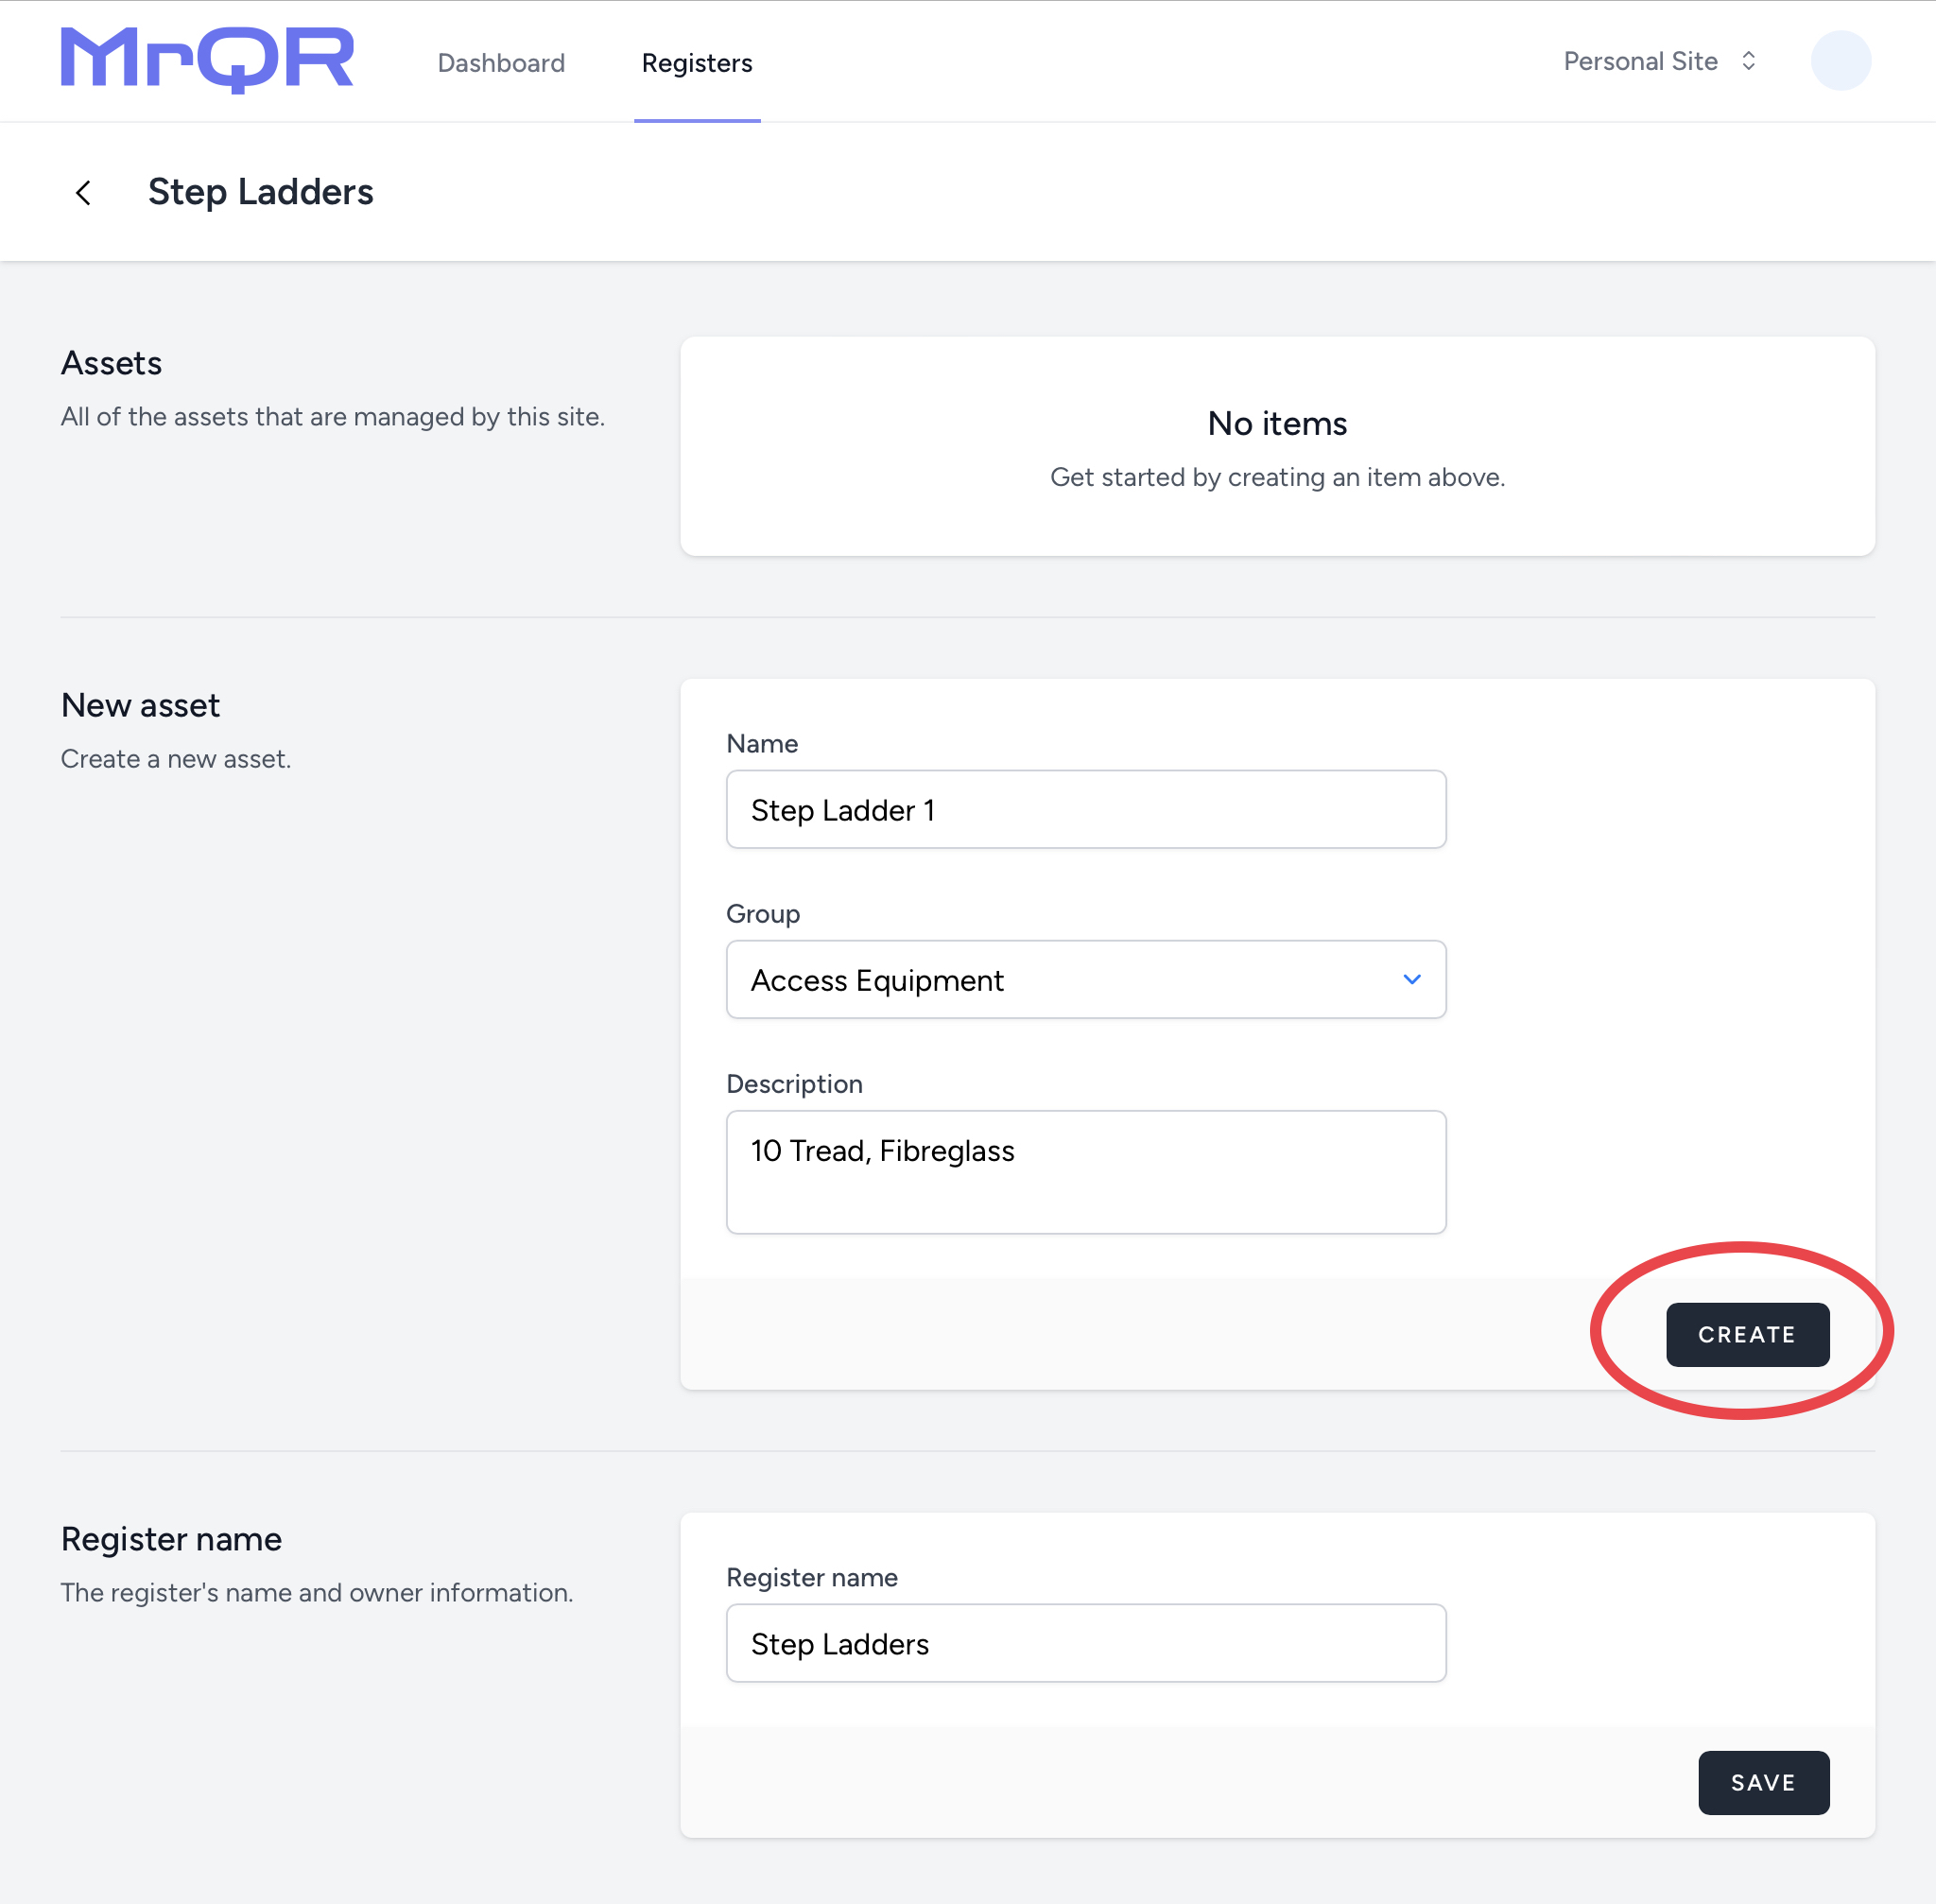 MrQR
Dashboard
Registers
Personal Site
Step Ladders
Assets
All of the assets that are managed by this site.
No items
Get started by creating an item above.
New asset
Create a new asset.
Name
Step Ladder 1
Group
Access Equipment
Description
10 Tread, Fibreglass
CREATE
Register name
The register's name and owner information.
Register name
Step Ladders
SAVE